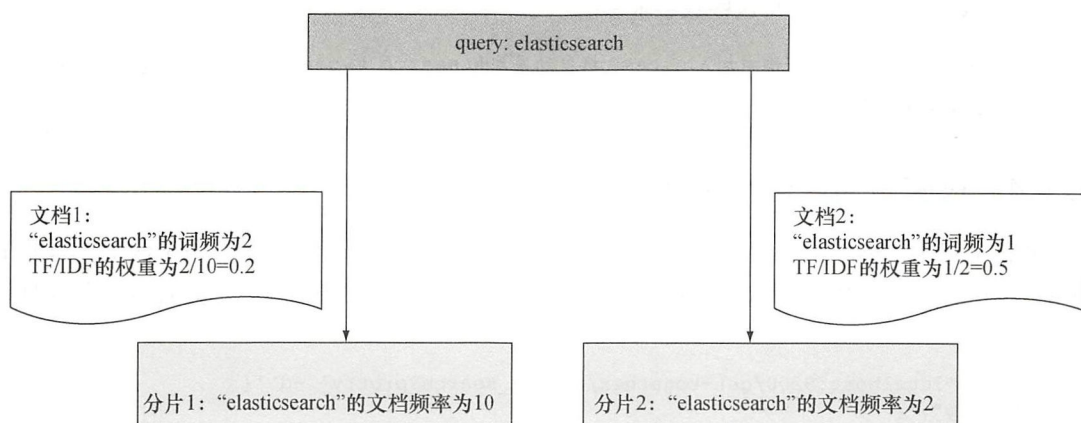 query: elasticsearch
文档1：
“elasticsearch”的词频为2
TF/IDF的权重为2/10=0.2
文档2：
“elasticsearch”的词频为1
TF/IDF的权重为1/2=0.5
分片1：“elasticsearch”的文档频率为10
分片2：“elasticsearch”的文档频率为2